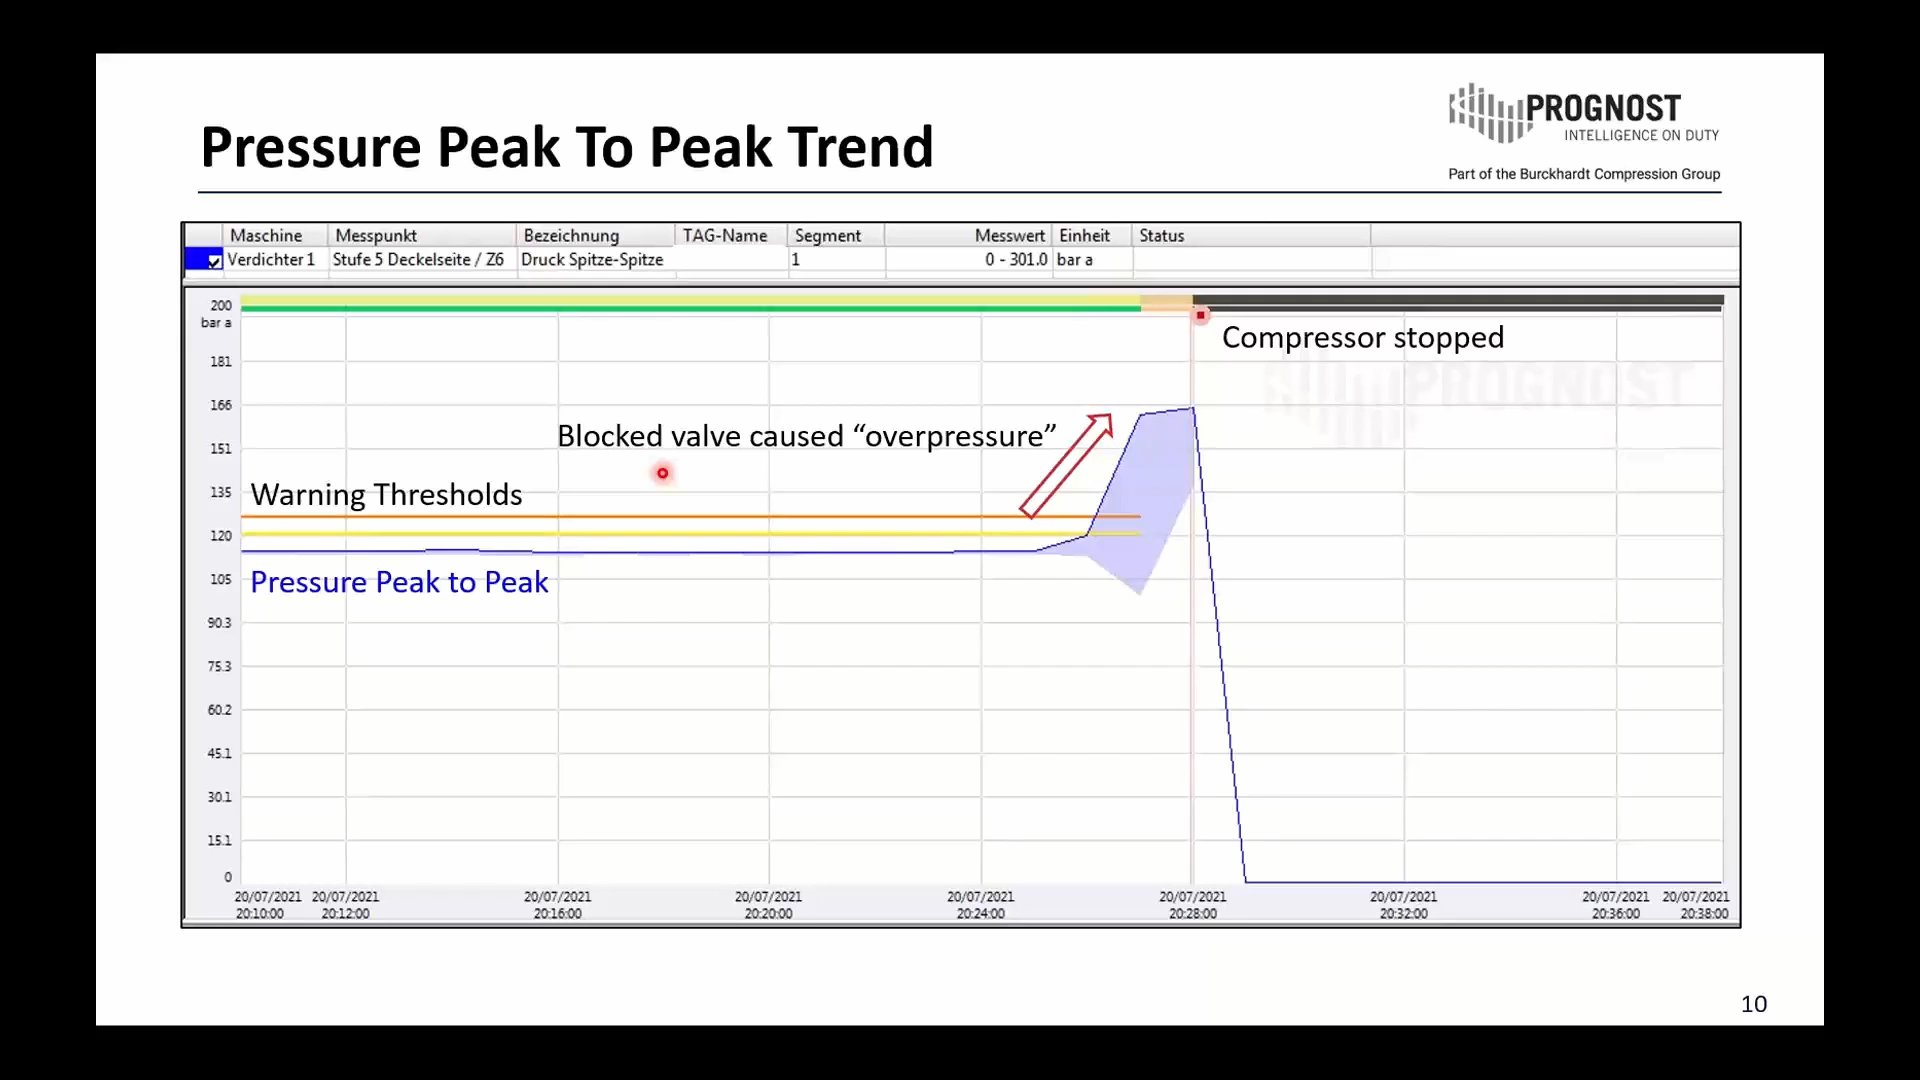 Pressure Peak To Peak Trend
PROGNOST
INTELLIGENCE ON DUTY
Part of the Burckhardt Compression Group
Maschine Messpunkt Bezeichnung TAG-Name Segment Messwert Einheit Status
Verdichter 1 Stufe 5 Deckelseite / Z6 Druck Spitze-Spitze 1 0 - 301.0 bar a
200
bar a
Compressor stopped
181
PROGNOST
166
Blocked valve caused “overpressure”
151
135
Warning Thresholds
120
105
Pressure Peak to Peak
90.3
75.3
60.2
45.1
30.1
15.1
0
20/07/2021 20/07/2021 20/07/2021 20/07/2021 20/07/2021 20/07/2021 20/07/2021 20/07/2021 20/07/2021
20:10:00 20:12:00 20:16:00 20:20:00 20:24:00 20:28:00 20:32:00 20:36:00 20:38:00
10